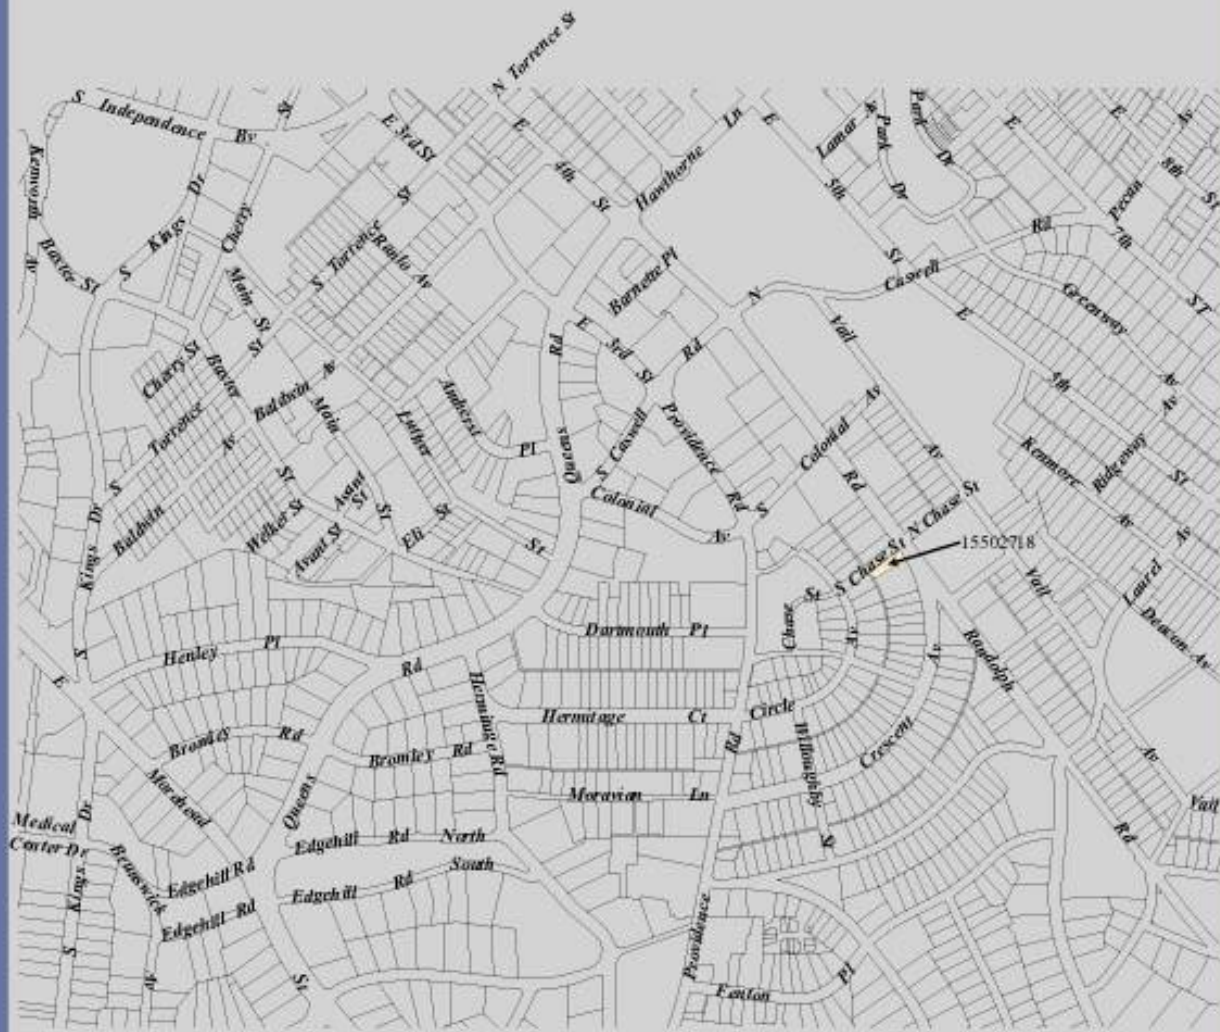 N Torrence St
S Independence Bv
St
E 3rd St
E 4th St
Hawthorne Ln
E 5th St
Lamar Av
Park Dr
Park Dr
E 7th ST
Pecan Av
8th St
Kenworth Av
Baxter St
S Kings Dr
Cherry
S Torrence St
Ranlo Av
Main St
Barnette Pl
N Caswell Rd
Greenway Av
E 3rd St
Vail Av
E 5th St
Cherry St
Baxter St
Baldwin Av
Main St
Luther St
Amherst Pl
Queens Rd
S Caswell Rd
Providence Rd
Colonial Av
S Torrence St
Baldwin Av
Welker St
Avant St
Avant St
Eli St
Colonial Av
Kenmore Av
Ridgeway Av
S Kings Dr
N Chase St
S Chase St
15502718
Chase St
Vail Av
Laurel Av
Deacon Av
Henley Pl
Dartmouth Pl
Av
Randolph Rd
E Morehead St
Hermitage Rd
Hermitage Ct
Circle Av
Willoughby St
Crescent Av
Bromley Rd
Bromley Rd
Queens Rd
Moravian Ln
Providence Rd
Vail
Medical Center Dr
S Kings Dr
Brunswick Av
Edgehill Rd
Edgehill Rd
Edgehill Rd North
Edgehill Rd South
Fenton Pl